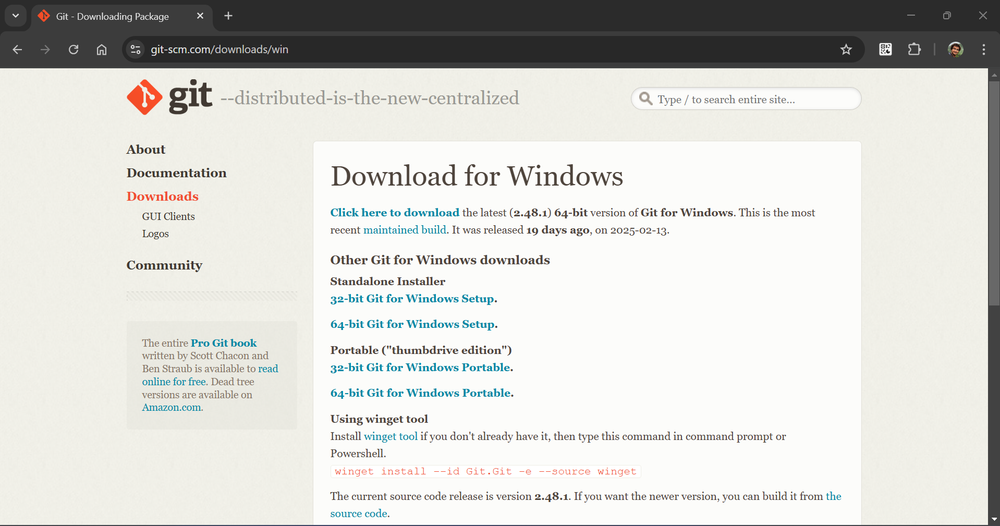 Git - Downloading Package
git-scm.com/downloads/win
git --distributed-is-the-new-centralized
Type / to search entire site...
About
Documentation
Downloads
GUI Clients
Logos
Community
The entire Pro Git book
written by Scott Chacon and
Ben Straub is available to read
online for free. Dead tree
versions are available on
Amazon.com.
Download for Windows
Click here to download the latest (2.48.1) 64-bit version of Git for Windows. This is the most
recent maintained build. It was released 19 days ago, on 2025-02-13.
Other Git for Windows downloads
Standalone Installer
32-bit Git for Windows Setup.
64-bit Git for Windows Setup.
Portable ("thumbdrive edition")
32-bit Git for Windows Portable.
64-bit Git for Windows Portable.
Using winget tool
Install winget tool if you don't already have it, then type this command in command prompt or
Powershell.
winget install --id Git.Git -e --source winget
The current source code release is version 2.48.1. If you want the newer version, you can build it from the
source code.